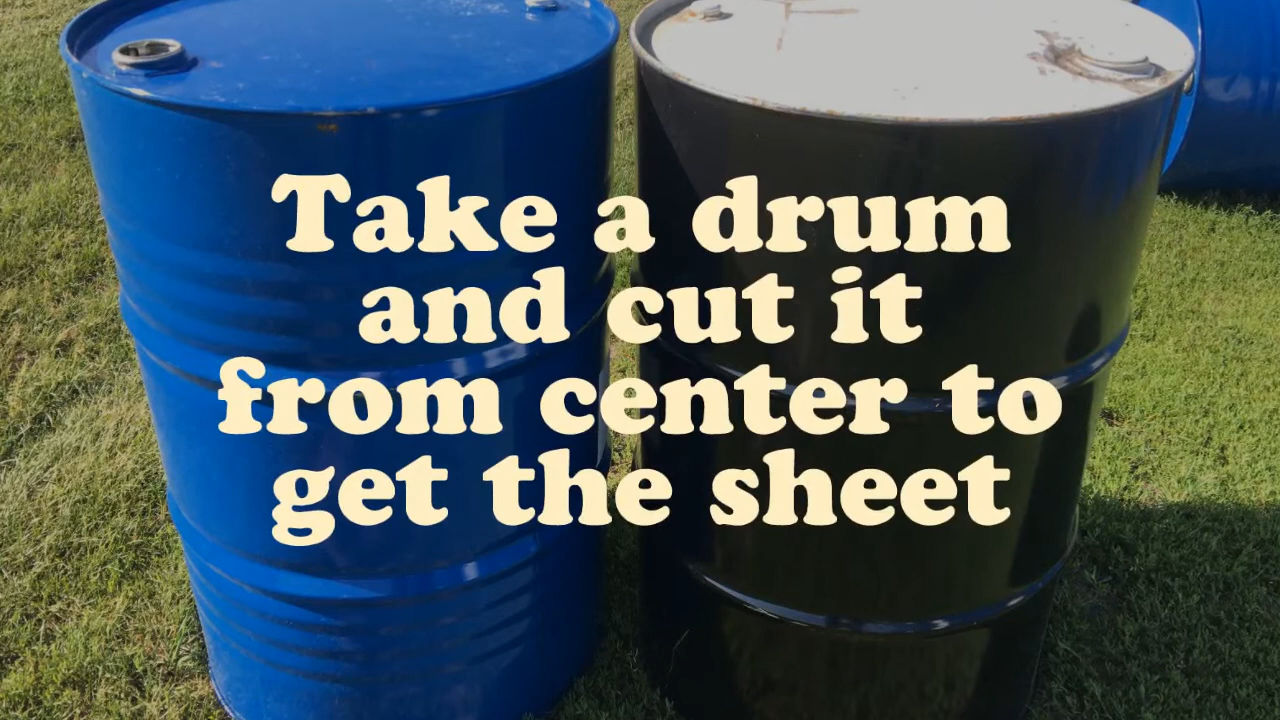 Take a drum
and cut it
from center to
get the sheet